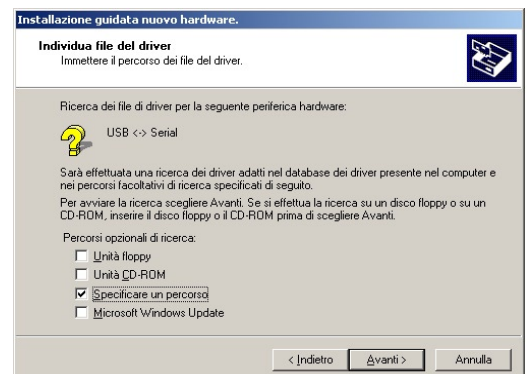 Installazione guidata nuovo hardware.
Individua file del driver
Immettere il percorso dei file del driver.
Ricerca dei file di driver per la seguente periferica hardware:
USB <-> Serial
Sarà effettuata una ricerca dei driver adatti nel database dei driver presente nel computer e
nei percorsi facoltativi di ricerca specificati di seguito.
Per avviare la ricerca scegliere Avanti. Se si effettua la ricerca su un disco floppy o su un
CD-ROM, inserire il disco floppy o il CD-ROM prima di scegliere Avanti.
Percorsi opzionali di ricerca:
Unità floppy
Unità CD-ROM
Specificare un percorso
Microsoft Windows Update
< Indietro
Avanti >
Annulla